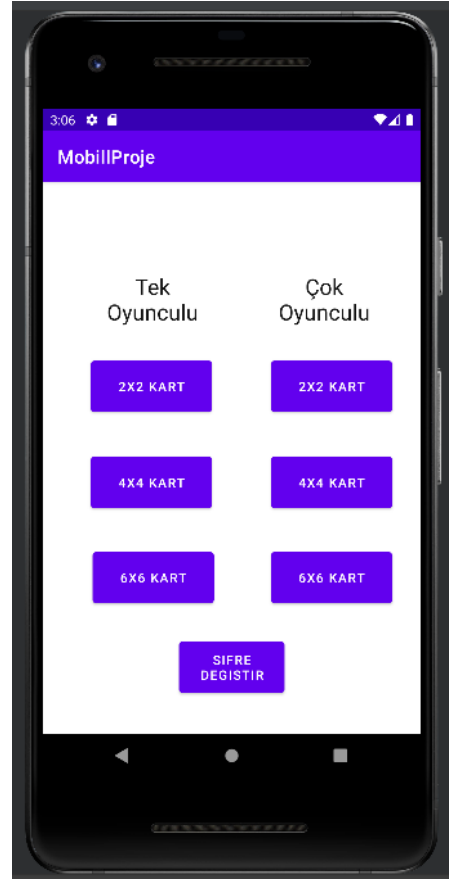 3:06
MobillProje
Tek
Oyunculu
Çok
Oyunculu
2X2 KART
2X2 KART
4X4 KART
4X4 KART
6X6 KART
6X6 KART
SIFRE
DEGISTIR